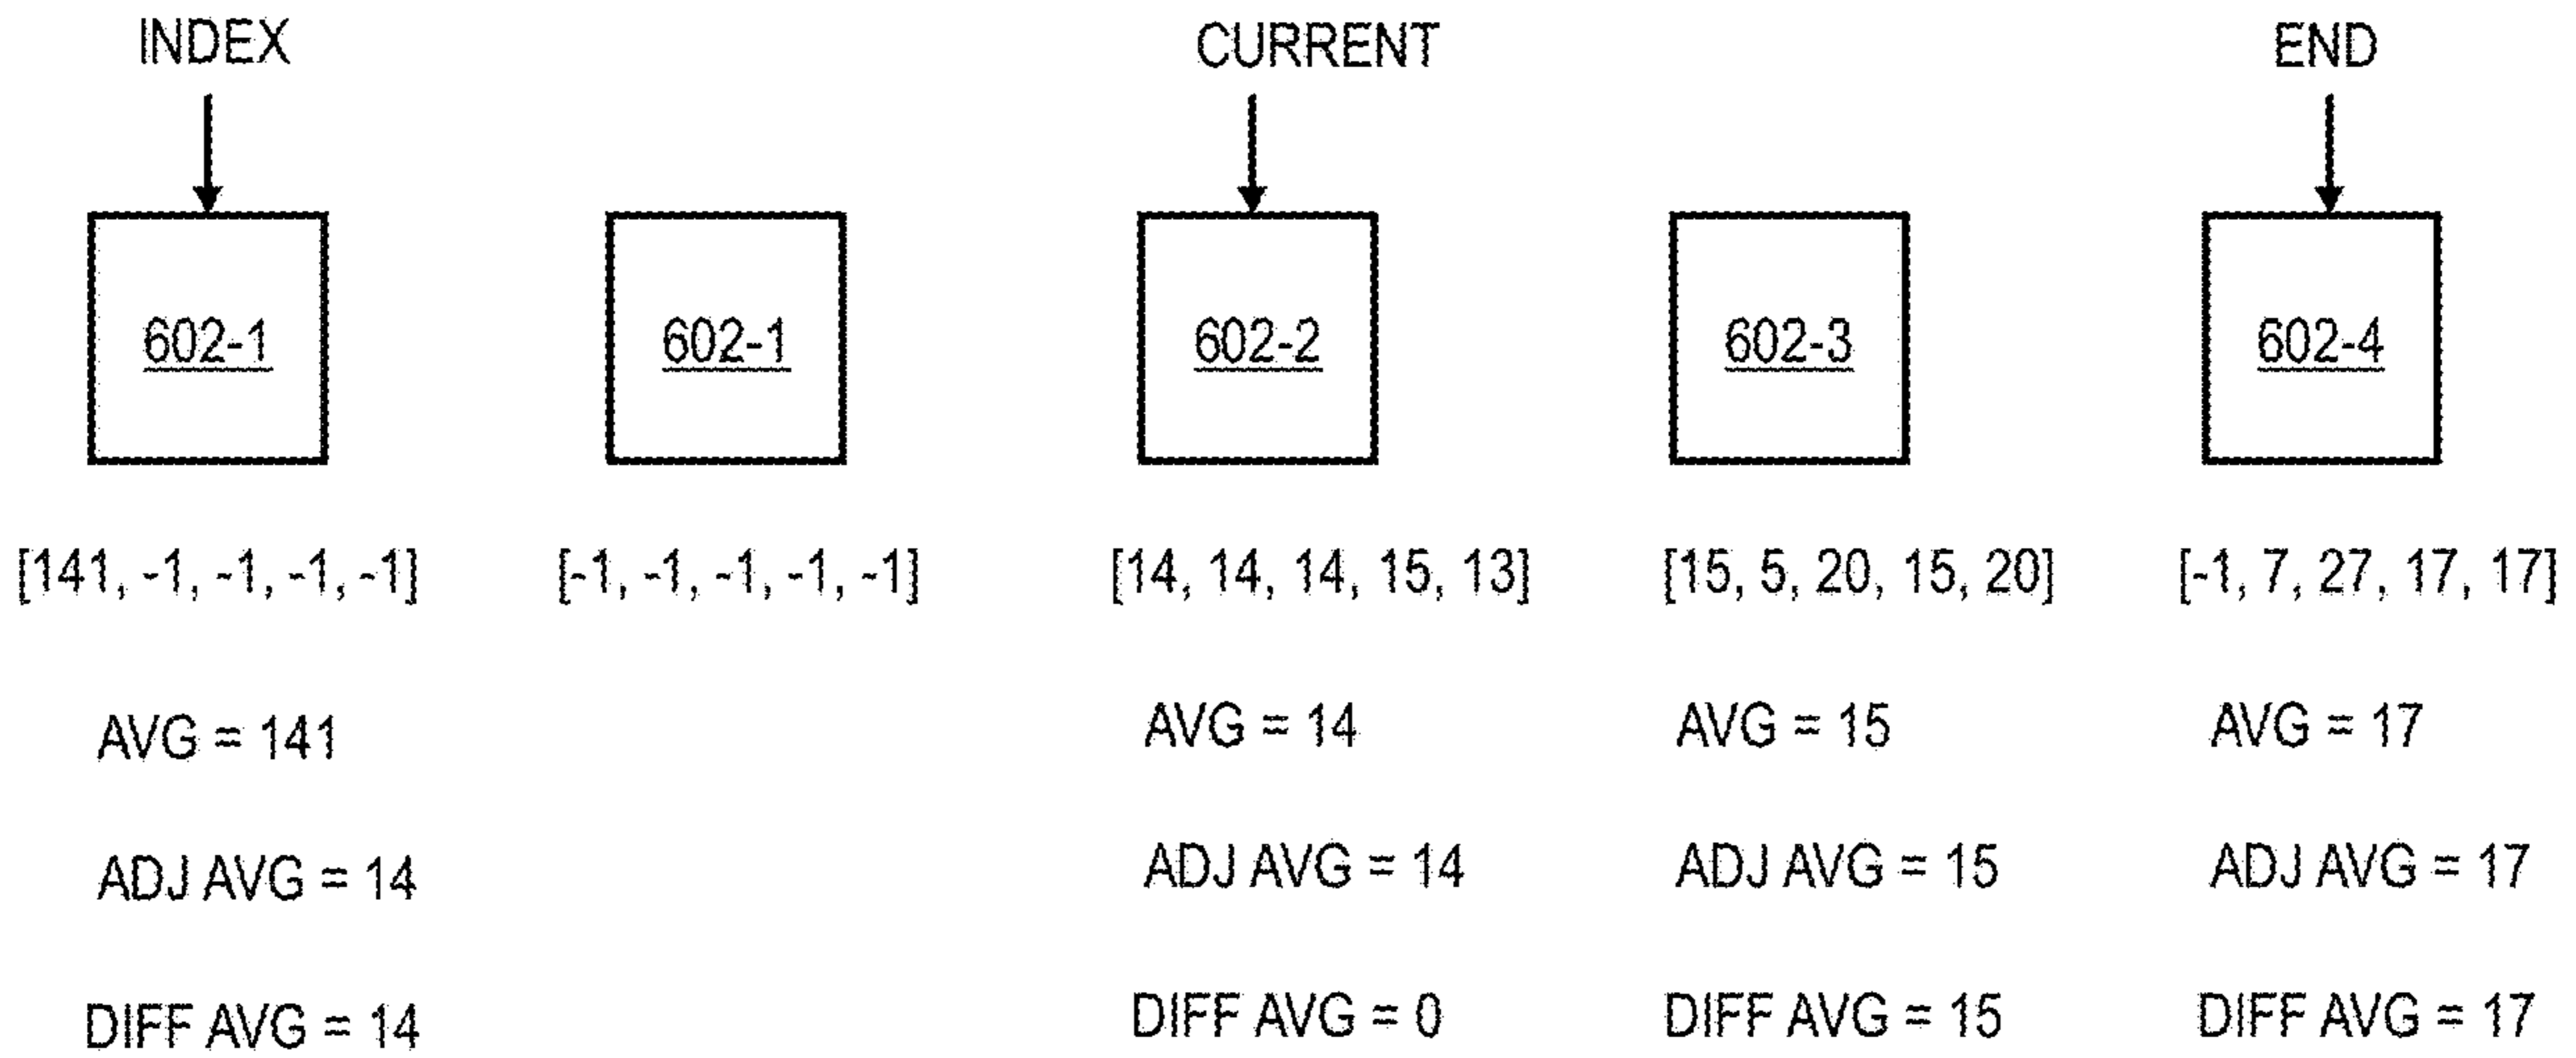 INDEX CURRENT END
602-1 602-1 602-2 602-3 602-4
[141, -1, -1, -1, -1] [-1, -1, -1, -1, -1] [14, 14, 14, 15, 13] [15, 5, 20, 15, 20] [-1, 7, 27, 17, 17]
AVG = 141 AVG = 14 AVG = 15 AVG = 17
ADJ AVG = 14 ADJ AVG = 14 ADJ AVG = 15 ADJ AVG = 17
DIFF AVG = 14 DIFF AVG = 0 DIFF AVG = 15 DIFF AVG = 17